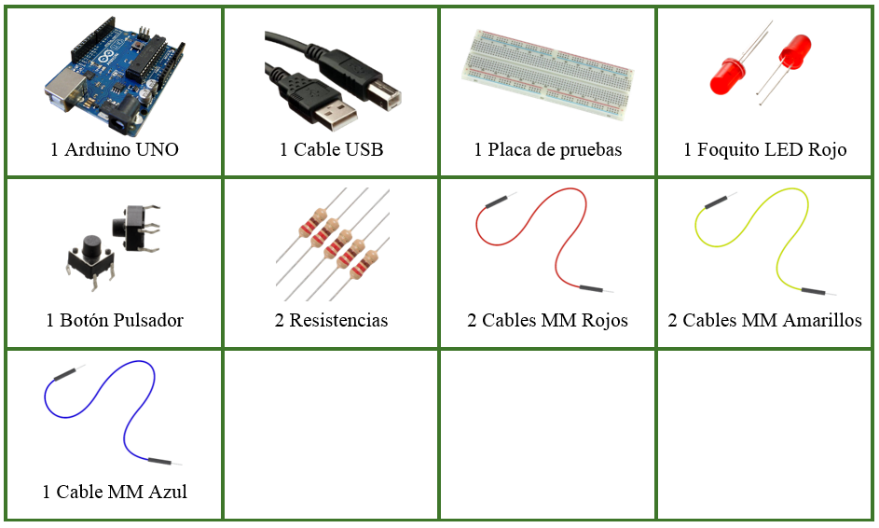 1 Arduino UNO
1 Cable USB
1 Placa de pruebas
1 Foquito LED Rojo
1 Botón Pulsador
2 Resistencias
2 Cables MM Rojos
2 Cables MM Amarillos
1 Cable MM Azul